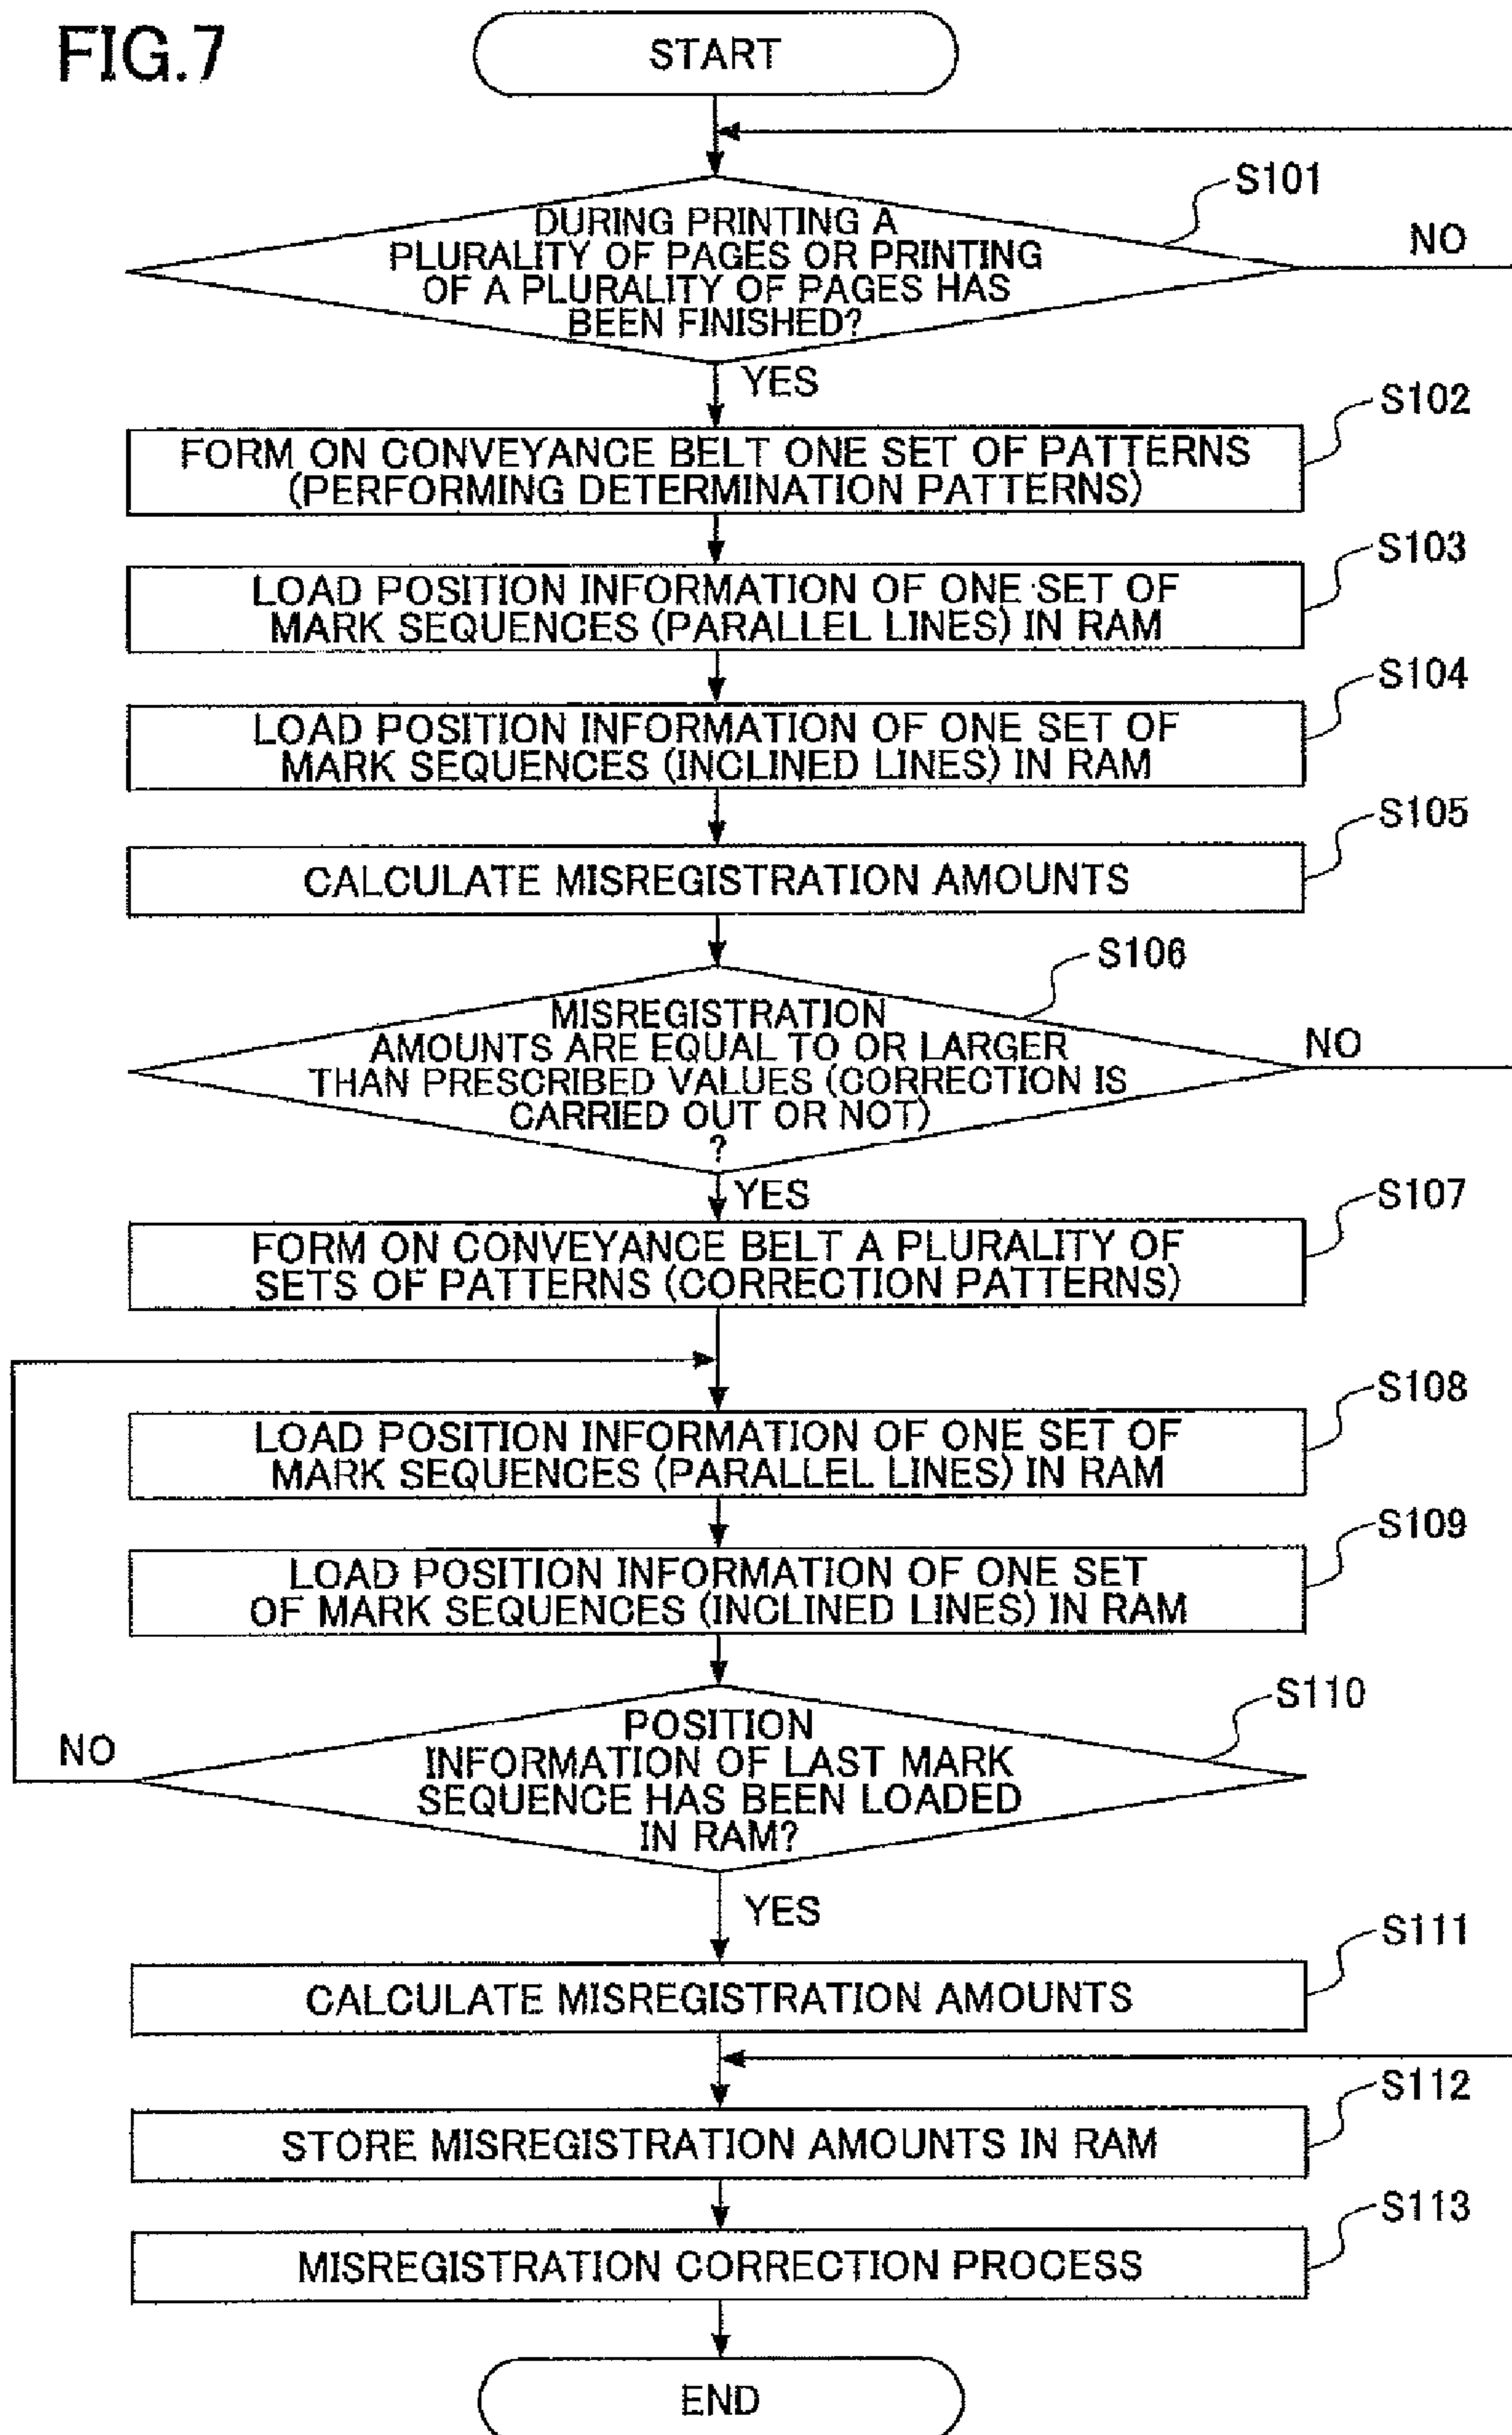 FIG.7
START
S101
DURING PRINTING A
PLURALITY OF PAGES OR PRINTING
OF A PLURALITY OF PAGES HAS
BEEN FINISHED?
NO
YES
S102
FORM ON CONVEYANCE BELT ONE SET OF PATTERNS
(PERFORMING DETERMINATION PATTERNS)
S103
LOAD POSITION INFORMATION OF ONE SET OF
MARK SEQUENCES (PARALLEL LINES) IN RAM
S104
LOAD POSITION INFORMATION OF ONE SET OF
MARK SEQUENCES (INCLINED LINES) IN RAM
S105
CALCULATE MISREGISTRATION AMOUNTS
S106
MISREGISTRATION
AMOUNTS ARE EQUAL TO OR LARGER
THAN PRESCRIBED VALUES (CORRECTION IS
CARRIED OUT OR NOT)
?
NO
YES
S107
FORM ON CONVEYANCE BELT A PLURALITY OF
SETS OF PATTERNS (CORRECTION PATTERNS)
S108
LOAD POSITION INFORMATION OF ONE SET OF
MARK SEQUENCES (PARALLEL LINES) IN RAM
S109
LOAD POSITION INFORMATION OF ONE SET
OF MARK SEQUENCES (INCLINED LINES) IN RAM
S110
POSITION
INFORMATION OF LAST MARK
SEQUENCE HAS BEEN LOADED
IN RAM?
NO
YES
S111
CALCULATE MISREGISTRATION AMOUNTS
S112
STORE MISREGISTRATION AMOUNTS IN RAM
S113
MISREGISTRATION CORRECTION PROCESS
END